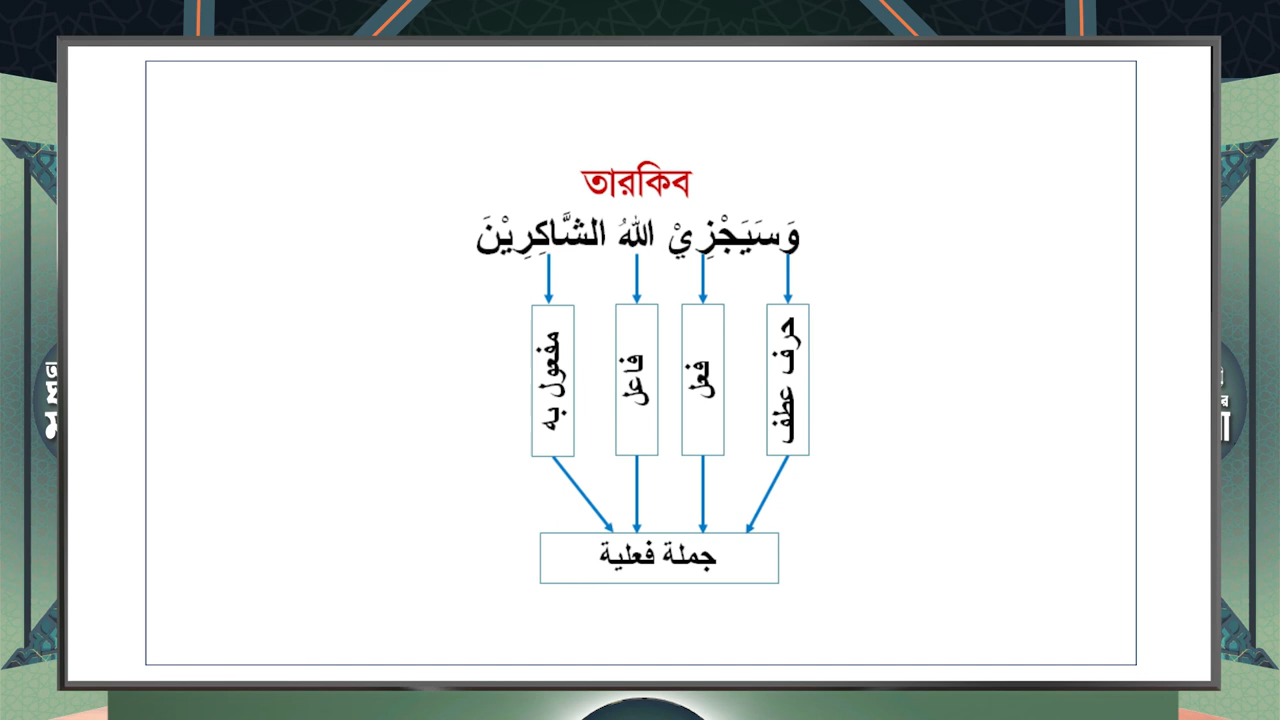 তারকিব
وَسَيَجْزِيْ اللهُ الشَّاكِرِيْنَ
حرف عطف
فعل
فاعل
مفعول به
جملة فعلية